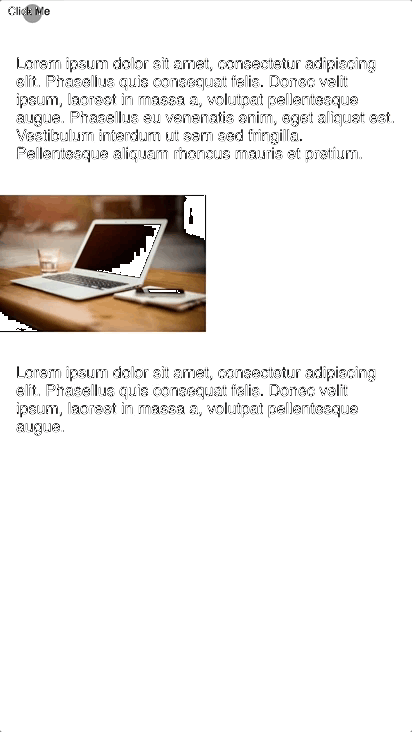 Click Me
Lorem ipsum dolor sit amet, consectetur adipiscing
elit. Phasellus quis consequat felis. Donec velit
ipsum, laoreet in massa a, volutpat pellentesque
augue. Phasellus eu venenatis enim, eget aliquet est.
Vestibulum interdum ut sem sed fringilla.
Pellentesque aliquam rhoncus mauris et pretium.
Lorem ipsum dolor sit amet, consectetur adipiscing
elit. Phasellus quis consequat felis. Donec velit
ipsum, laoreet in massa a, volutpat pellentesque
augue.